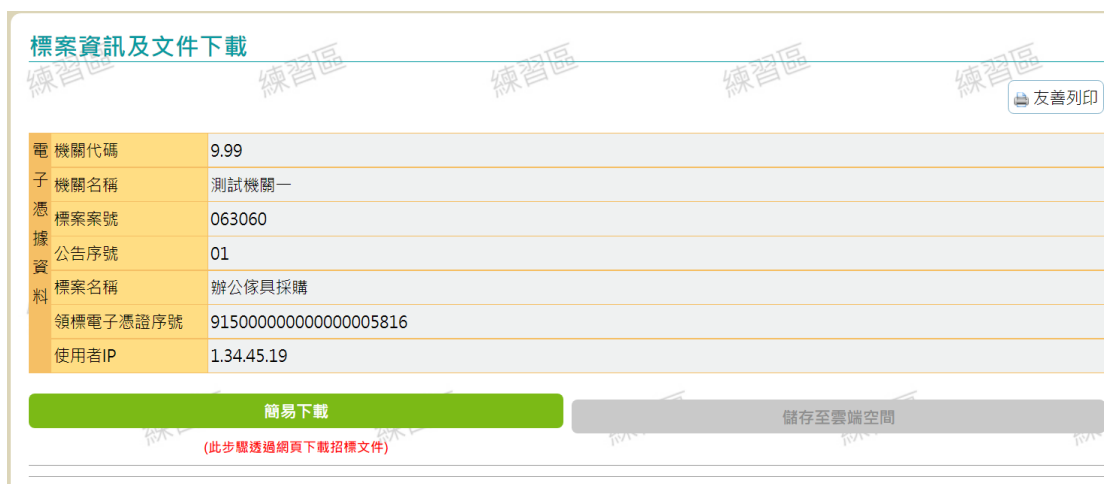 標案資訊及文件下載
練習區 練習區 練習區 練習區 練習區
友善列印
電子憑據資料
機關代碼 9.99
機關名稱 測試機關一
標案案號 063060
公告序號 01
標案名稱 辦公傢具採購
領標電子憑證序號 915000000000000005816
使用者IP 1.34.45.19
簡易下載 儲存至雲端空間
(此步驟透過網頁下載招標文件)